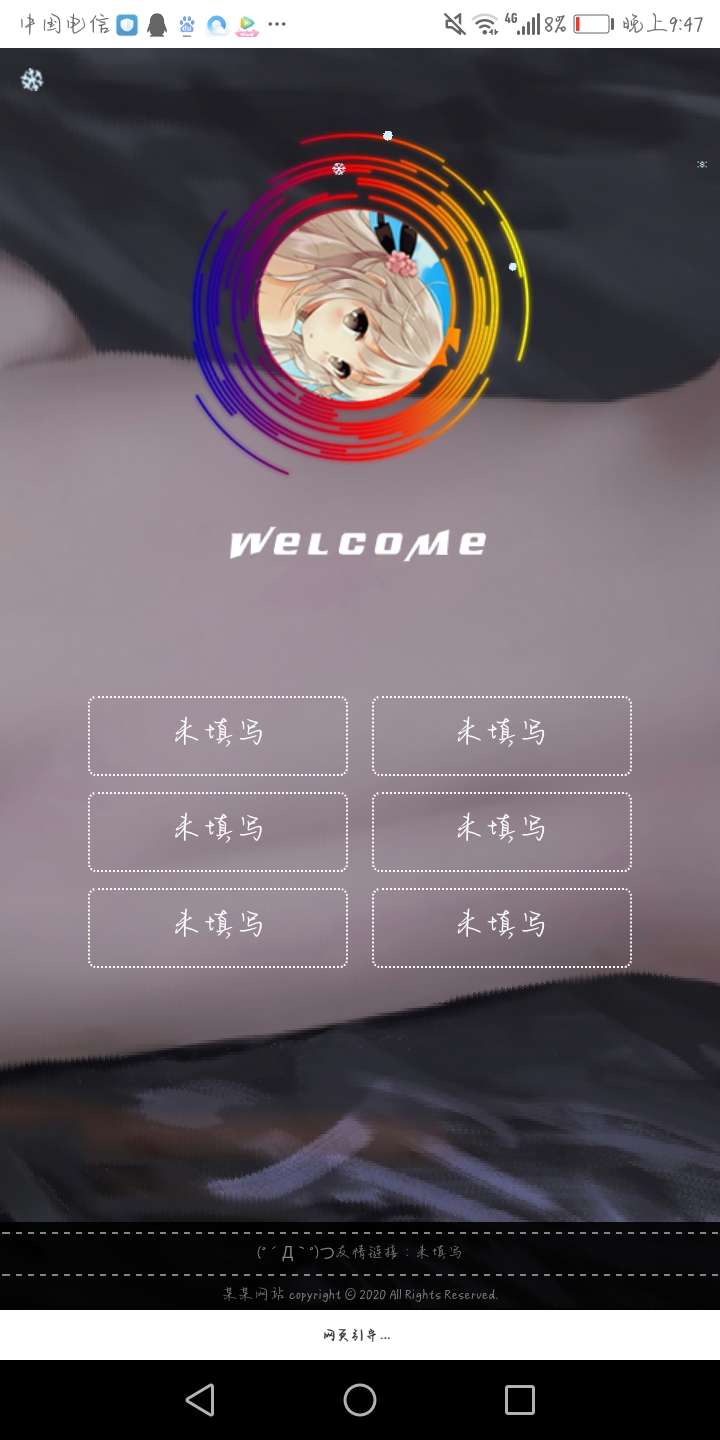 中国电信 4G 8% 晚上9:47
WELCOME
未填写 未填写
未填写 未填写
未填写 未填写
(°´Д`°)つ友情链接：未填写
某某网站 copyright © 2020 All Rights Reserved.
网页引导...